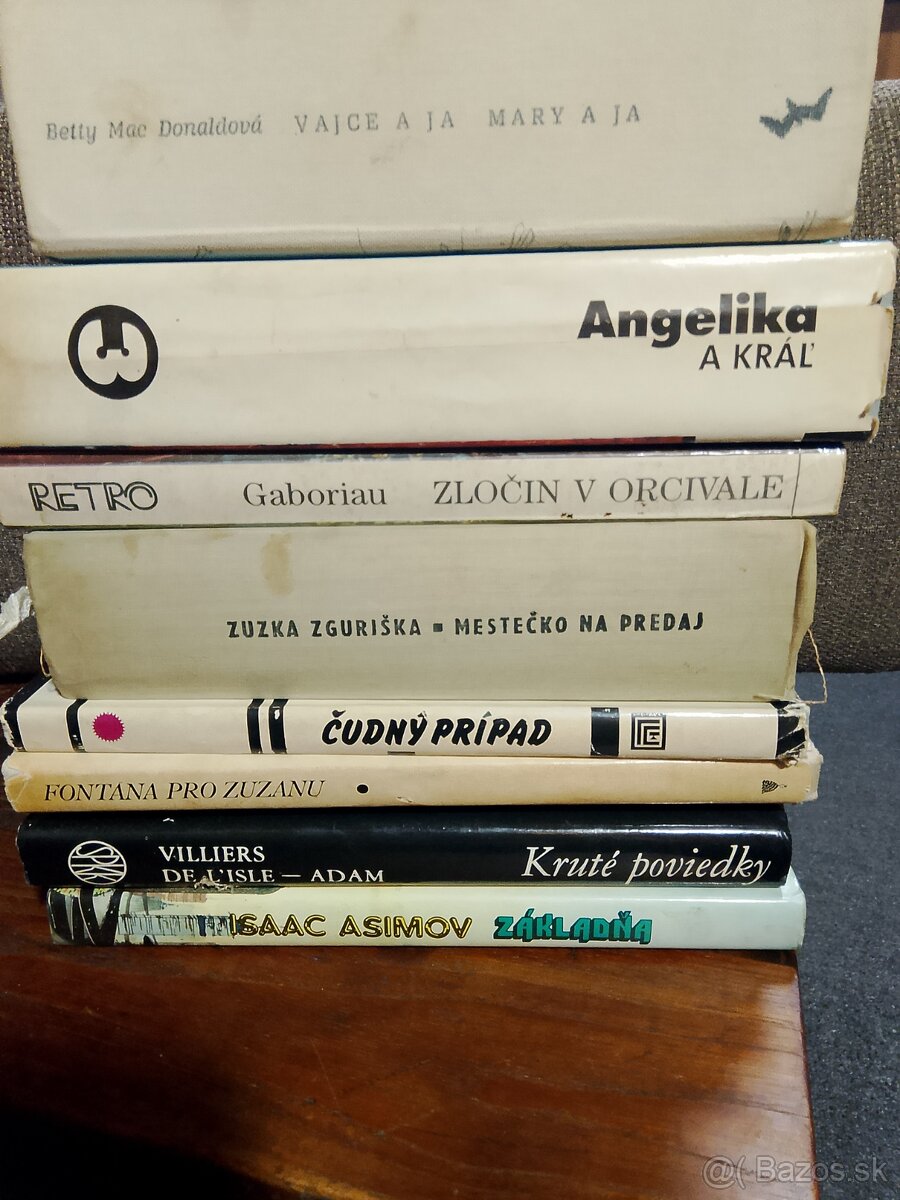 Betty Mac Donaldová VAJCE A JA MARY A JA
Angelika
A KRÁĽ
RETRO Gaboriau ZLOČIN V ORCIVALE
ZUZKA ZGURIŠKA ▪ MESTEČKO NA PREDAJ
ČUDNÝ PRÍPAD
FONTANA PRO ZUZANU •
VILLIERS
DE L'ISLE — ADAM Kruté poviedky
ISAAC ASIMOV ZÁKLADŇA
@( Bazos.sk